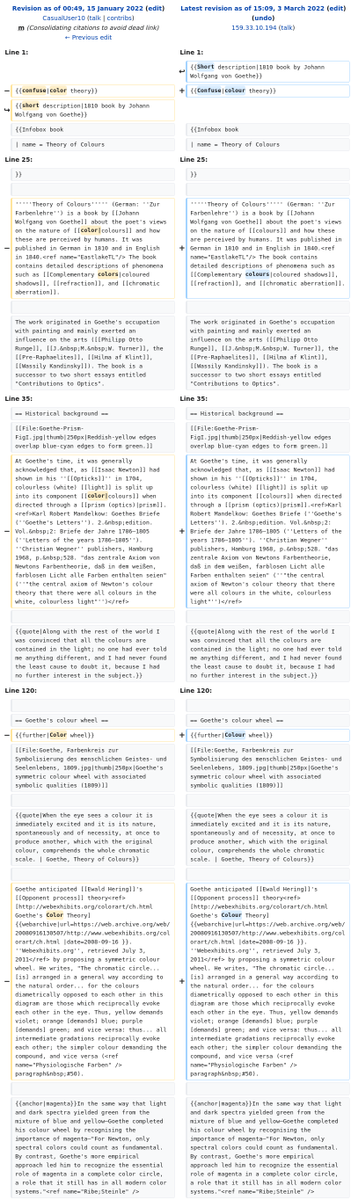 Revision as of 00:49, 15 January 2022 (edit)
CasualUser10 (talk | contribs)
m (Consolidating citations to avoid dead link)
← Previous edit
Latest revision as of 15:09, 3 March 2022 (edit)
(undo)
159.33.10.194 (talk)
Line 1:
Line 1:
{{Short description|1810 book by Johann
Wolfgang von Goethe}}
− {{confuse|color theory}}
+ {{Confuse|colour theory}}
{{short description|1810 book by Johann
Wolfgang von Goethe}}
{{Infobox book
{{Infobox book
| name = Theory of Colours
| name = Theory of Colours
Line 25:
Line 25:
}}
}}
− '''''Theory of Colours''''' (German: ''Zur
Farbenlehre'') is a book by [[Johann
Wolfgang von Goethe]] about the poet's views
on the nature of [[color|colours]] and how
these are perceived by humans. It was
published in German in 1810 and in English
in 1840.<ref name="EastlakeTL"/> The book
contains detailed descriptions of phenomena
such as [[Complementary colors|coloured
shadows]], [[refraction]], and [[chromatic
aberration]].
+ '''''Theory of Colours''''' (German: ''Zur
Farbenlehre'') is a book by [[Johann
Wolfgang von Goethe]] about the poet's views
on the nature of [[colours]] and how these
are perceived by humans. It was published in
German in 1810 and in English in 1840.<ref
name="EastlakeTL"/> The book contains
detailed descriptions of phenomena such as
[[Complementary colours|coloured shadows]],
[[refraction]], and [[chromatic
aberration]].
The work originated in Goethe's occupation
with painting and mainly exerted an
influence on the arts ([[Philipp Otto
Runge]], [[J.&nbsp;M.&nbsp;W. Turner]], the
[[Pre-Raphaelites]], [[Hilma af Klint]],
[[Wassily Kandinsky]]). The book is a
successor to two short essays entitled
"Contributions to Optics".
The work originated in Goethe's occupation
with painting and mainly exerted an
influence on the arts ([[Philipp Otto
Runge]], [[J.&nbsp;M.&nbsp;W. Turner]], the
[[Pre-Raphaelites]], [[Hilma af Klint]],
[[Wassily Kandinsky]]). The book is a
successor to two short essays entitled
"Contributions to Optics".
Line 35:
Line 35:
== Historical background ==
== Historical background ==
[[File:Goethe-Prism-
FigI.jpg|thumb|250px|Reddish-yellow edges
overlap blue-cyan edges to form green.]]
[[File:Goethe-Prism-
FigI.jpg|thumb|250px|Reddish-yellow edges
overlap blue-cyan edges to form green.]]
− At Goethe's time, it was generally
acknowledged that, as [[Isaac Newton]] had
shown in his ''[[Opticks]]'' in 1704,
colourless (white) [[light]] is split up
into its component [[color|colours]] when
directed through a [[prism (optics)|prism]].
<ref>Karl Robert Mandelkow: Goethes Briefe
(''Goethe's Letters''). 2.&nbsp;edition.
Vol.&nbsp;2: Briefe der Jahre 1786–1805
(''Letters of the years 1786–1805'').
''Christian Wegner'' publishers, Hamburg
1968, p.&nbsp;528. "das zentrale Axiom von
Newtons Farbentheorie, daß in dem weißen,
farblosen Licht alle Farben enthalten seien"
(''"the central axiom of Newton's colour
theory that there were all colours in the
white, colourless light"'')</ref>
+ At Goethe's time, it was generally
acknowledged that, as [[Isaac Newton]] had
shown in his ''[[Opticks]]'' in 1704,
colourless (white) [[light]] is split up
into its component [[colours]] when directed
through a [[prism (optics)|prism]].<ref>Karl
Robert Mandelkow: Goethes Briefe (''Goethe's
Letters''). 2.&nbsp;edition. Vol.&nbsp;2:
Briefe der Jahre 1786–1805 (''Letters of the
years 1786–1805''). ''Christian Wegner''
publishers, Hamburg 1968, p.&nbsp;528. "das
zentrale Axiom von Newtons Farbentheorie,
daß in dem weißen, farblosen Licht alle
Farben enthalten seien" (''"the central
axiom of Newton's colour theory that there
were all colours in the white, colourless
light"'')</ref>
{{quote|Along with the rest of the world I
was convinced that all the colours are
contained in the light; no one had ever told
me anything different, and I had never found
the least cause to doubt it, because I had
no further interest in the subject.}}
{{quote|Along with the rest of the world I
was convinced that all the colours are
contained in the light; no one had ever told
me anything different, and I had never found
the least cause to doubt it, because I had
no further interest in the subject.}}
Line 120:
Line 120:
== Goethe's colour wheel ==
== Goethe's colour wheel ==
− {{further|Color wheel}}
+ {{further|Colour wheel}}
[[File:Goethe, Farbenkreis zur
Symbolisierung des menschlichen Geistes- und
Seelenlebens, 1809.jpg|thumb|250px|Goethe's
symmetric colour wheel with associated
symbolic qualities (1809)]]
[[File:Goethe, Farbenkreis zur
Symbolisierung des menschlichen Geistes- und
Seelenlebens, 1809.jpg|thumb|250px|Goethe's
symmetric colour wheel with associated
symbolic qualities (1809)]]
{{quote|When the eye sees a colour it is
immediately excited and it is its nature,
spontaneously and of necessity, at once to
produce another, which with the original
colour, comprehends the whole chromatic
scale. | Goethe, Theory of Colours}}
{{quote|When the eye sees a colour it is
immediately excited and it is its nature,
spontaneously and of necessity, at once to
produce another, which with the original
colour, comprehends the whole chromatic
scale. | Goethe, Theory of Colours}}
− Goethe anticipated [[Ewald Hering]]'s
[[Opponent process]] theory<ref>
[http://webexhibits.org/colorart/ch.html
Goethe's Color Theory]
{{webarchive|url=https://web.archive.org/web/
20080916130507/http://www.webexhibits.org/col
orart/ch.html |date=2008-09-16 }}.
''Webexhibits.org'', retrieved July 3,
2011</ref> by proposing a symmetric colour
wheel. He writes, "The chromatic circle...
[is] arranged in a general way according to
the natural order... for the colours
diametrically opposed to each other in this
diagram are those which reciprocally evoke
each other in the eye. Thus, yellow demands
violet; orange [demands] blue; purple
[demands] green; and vice versa: thus... all
intermediate gradations reciprocally evoke
each other; the simpler colour demanding the
compound, and vice versa (<ref
name="Physiologische Farben" />
paragraph&nbsp;#50).
+ Goethe anticipated [[Ewald Hering]]'s
[[Opponent process]] theory<ref>
[http://webexhibits.org/colorart/ch.html
Goethe's Colour Theory]
{{webarchive|url=https://web.archive.org/web/
20080916130507/http://www.webexhibits.org/col
orart/ch.html |date=2008-09-16 }}.
''Webexhibits.org'', retrieved July 3,
2011</ref> by proposing a symmetric colour
wheel. He writes, "The chromatic circle...
[is] arranged in a general way according to
the natural order... for the colours
diametrically opposed to each other in this
diagram are those which reciprocally evoke
each other in the eye. Thus, yellow demands
violet; orange [demands] blue; purple
[demands] green; and vice versa: thus... all
intermediate gradations reciprocally evoke
each other; the simpler colour demanding the
compound, and vice versa (<ref
name="Physiologische Farben" />
paragraph&nbsp;#50).
{{anchor|magenta}}In the same way that light
and dark spectra yielded green from the
mixture of blue and yellow—Goethe completed
his colour wheel by recognising the
importance of magenta—"For Newton, only
spectral colors could count as fundamental.
By contrast, Goethe's more empirical
approach led him to recognize the essential
role of magenta in a complete color circle,
a role that it still has in all modern color
systems."<ref name="Ribe;Steinle" />
{{anchor|magenta}}In the same way that light
and dark spectra yielded green from the
mixture of blue and yellow—Goethe completed
his colour wheel by recognising the
importance of magenta—"For Newton, only
spectral colors could count as fundamental.
By contrast, Goethe's more empirical
approach led him to recognize the essential
role of magenta in a complete color circle,
a role that it still has in all modern color
systems."<ref name="Ribe;Steinle" />